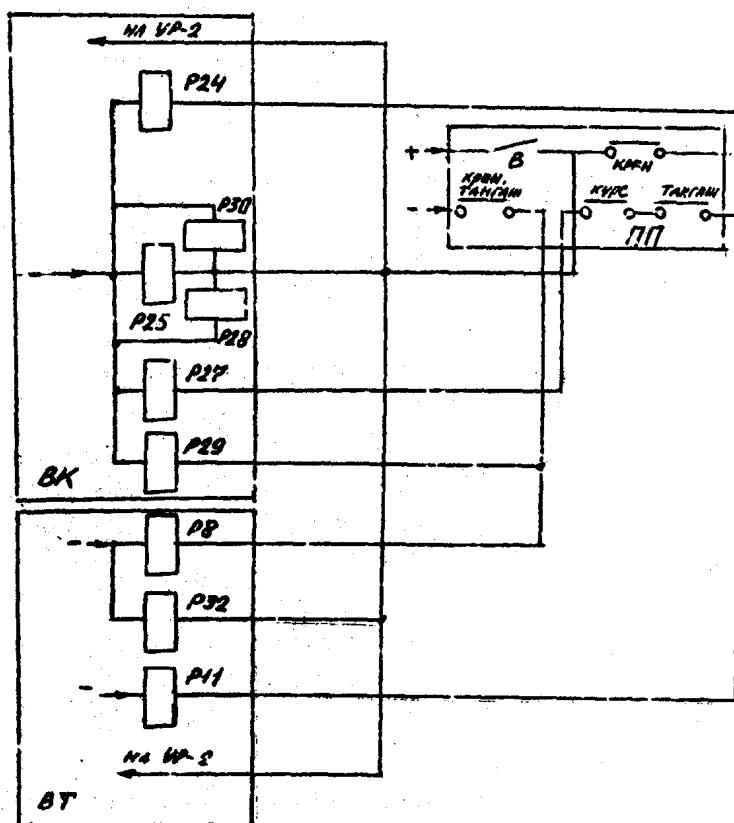 НА УР-2
Р24
+
В
КРЕН
КРЕН,
ТАНГАЖ
КУРС
ТАНГАЖ
-
ПП
Р30
-
Р25
Р28
Р27
Р29
ВК
-
Р8
Р32
-
Р11
ВТ